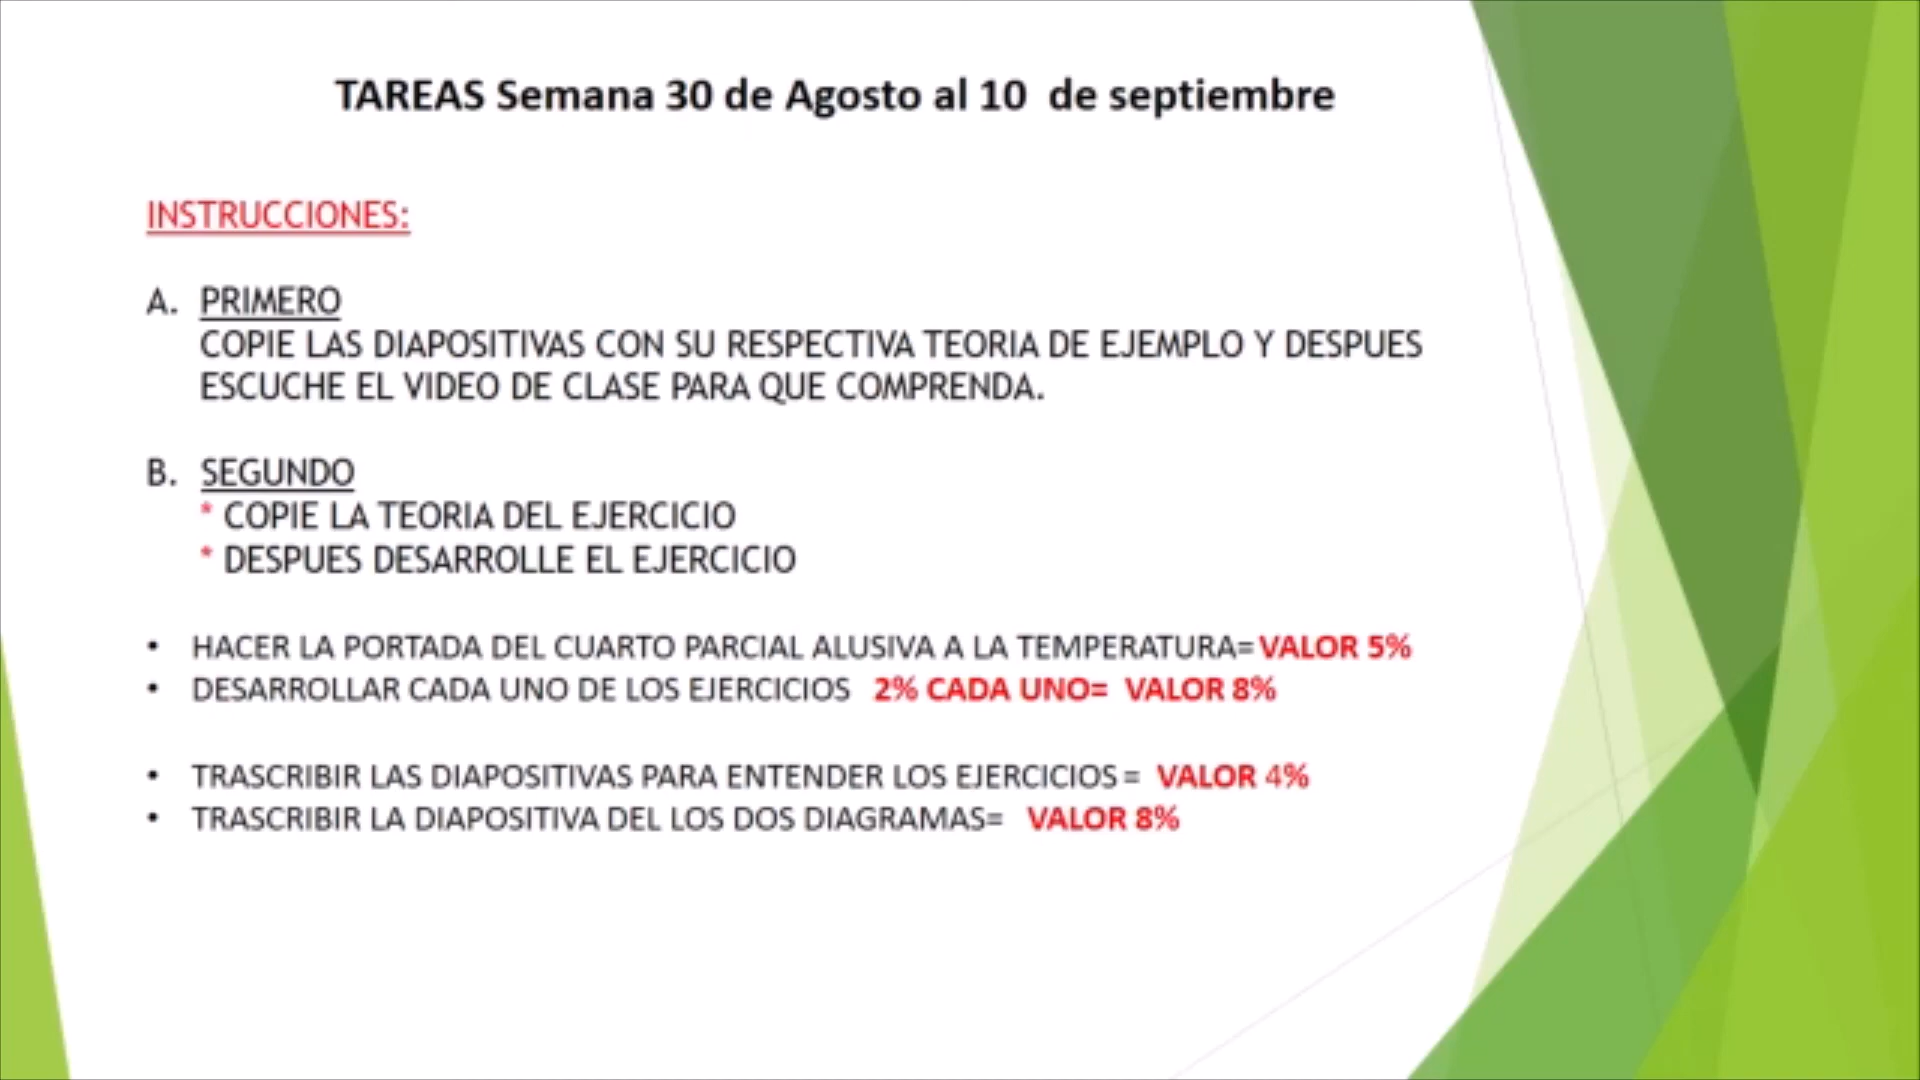 TAREAS Semana 30 de Agosto al 10 de septiembre
INSTRUCCIONES:
A. PRIMERO
COPIE LAS DIAPOSITIVAS CON SU RESPECTIVA TEORIA DE EJEMPLO Y DESPUES
ESCUCHE EL VIDEO DE CLASE PARA QUE COMPRENDA.
B. SEGUNDO
* COPIE LA TEORIA DEL EJERCICIO
* DESPUES DESARROLLE EL EJERCICIO
• HACER LA PORTADA DEL CUARTO PARCIAL ALUSIVA A LA TEMPERATURA= VALOR 5%
• DESARROLLAR CADA UNO DE LOS EJERCICIOS 2% CADA UNO= VALOR 8%
• TRASCRIBIR LAS DIAPOSITIVAS PARA ENTENDER LOS EJERCICIOS = VALOR 4%
• TRASCRIBIR LA DIAPOSITIVA DEL LOS DOS DIAGRAMAS= VALOR 8%